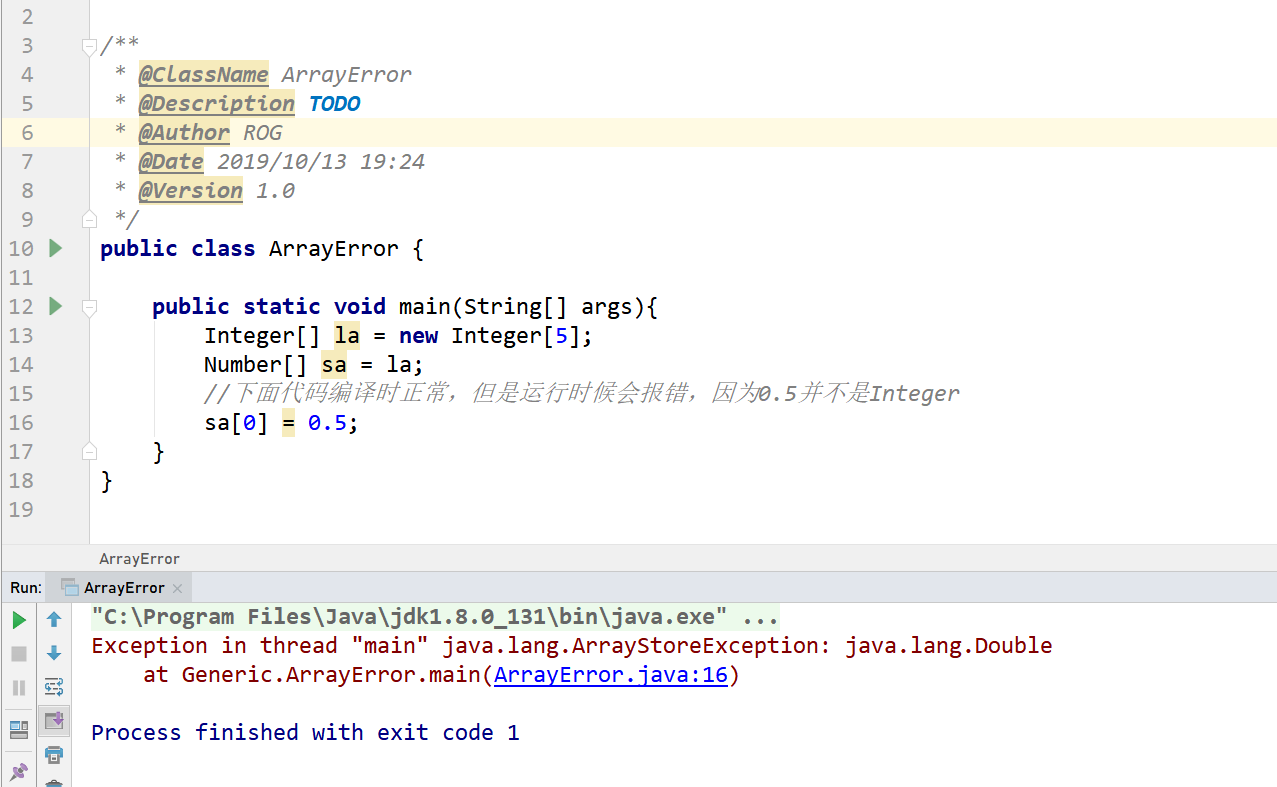 2
3 /**
4 * @ClassName ArrayError
5 * @Description TODO
6 * @Author ROG
7 * @Date 2019/10/13 19:24
8 * @Version 1.0
9 */
10 public class ArrayError {
11
12 public static void main(String[] args){
13 Integer[] la = new Integer[5];
14 Number[] sa = la;
15 //下面代码编译时正常，但是运行时候会报错，因为0.5并不是Integer
16 sa[0] = 0.5;
17 }
18 }
19
ArrayError
Run: ArrayError
"C:\Program Files\Java\jdk1.8.0_131\bin\java.exe" ...
Exception in thread "main" java.lang.ArrayStoreException: java.lang.Double
at Generic.ArrayError.main(ArrayError.java:16)
Process finished with exit code 1